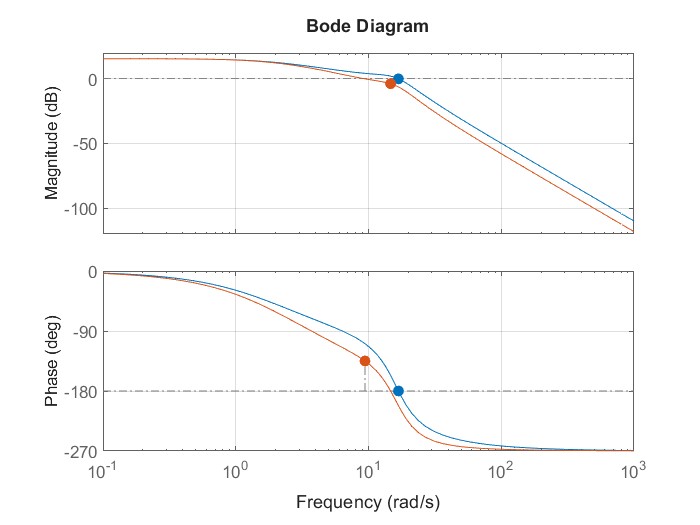 Bode Diagram
Magnitude (dB)
0
-50
-100
Phase (deg)
0
-90
-180
-270
10⁻¹ 10⁰ 10¹ 10² 10³
Frequency (rad/s)